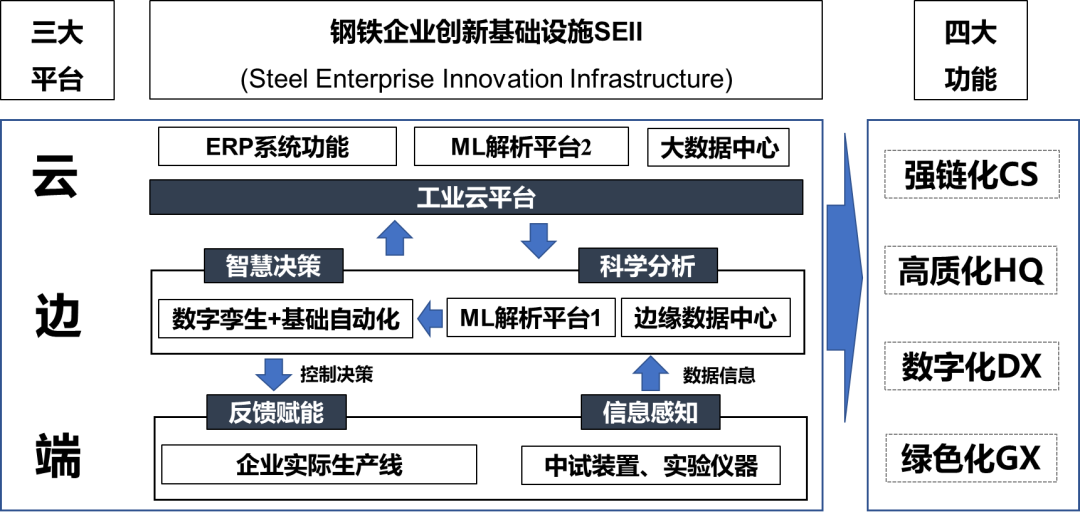 三大
平台
钢铁企业创新基础设施SEII
(Steel Enterprise Innovation Infrastructure)
四大
功能
云
ERP系统功能
ML解析平台2
大数据中心
工业云平台
边
智慧决策
科学分析
数字孪生+基础自动化
ML解析平台1
边缘数据中心
控制决策
数据信息
端
反馈赋能
信息感知
企业实际生产线
中试装置、实验仪器
强链化CS
高质化HQ
数字化DX
绿色化GX